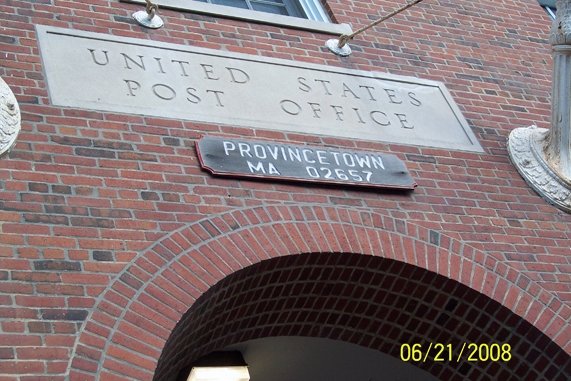 UNITED STATES
POST OFFICE
PROVINCETOWN
MA 02657
06/21/2008